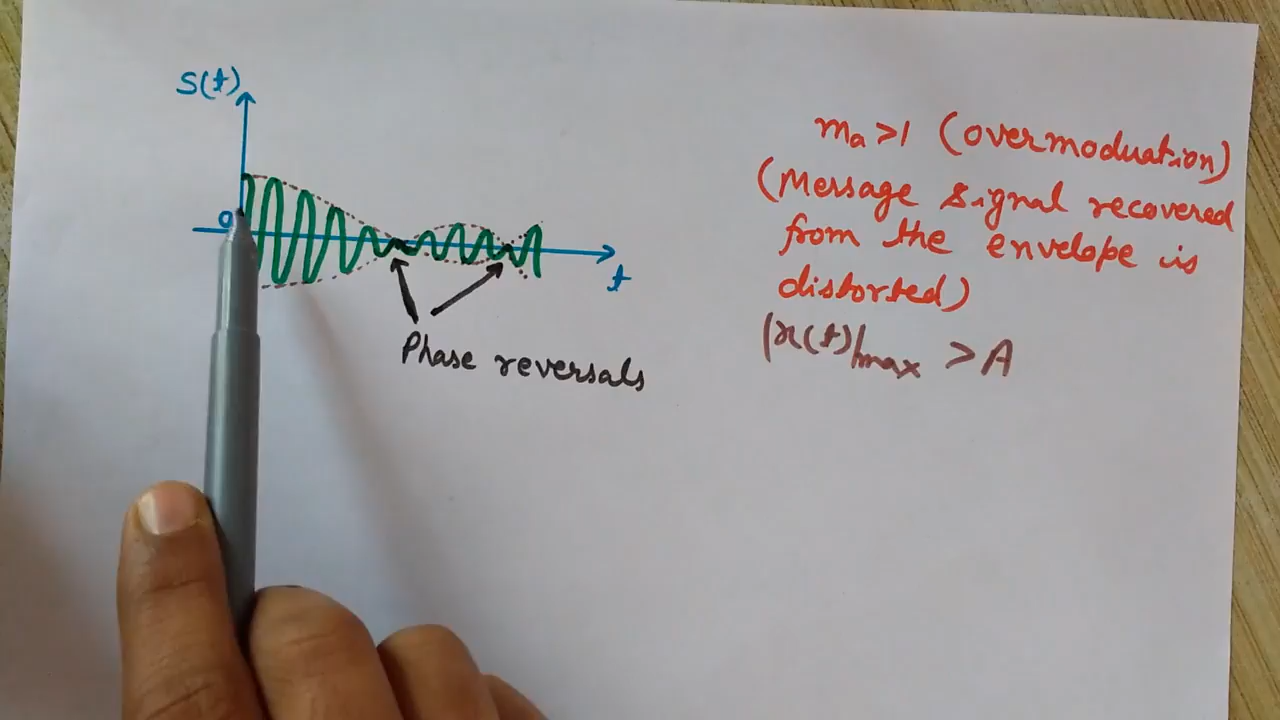 S(t)
0
t
Phase reversals
ma >1 (overmoduation)
(Message signal recovered
from the envelope is
distorted)
|x(t)|max > A